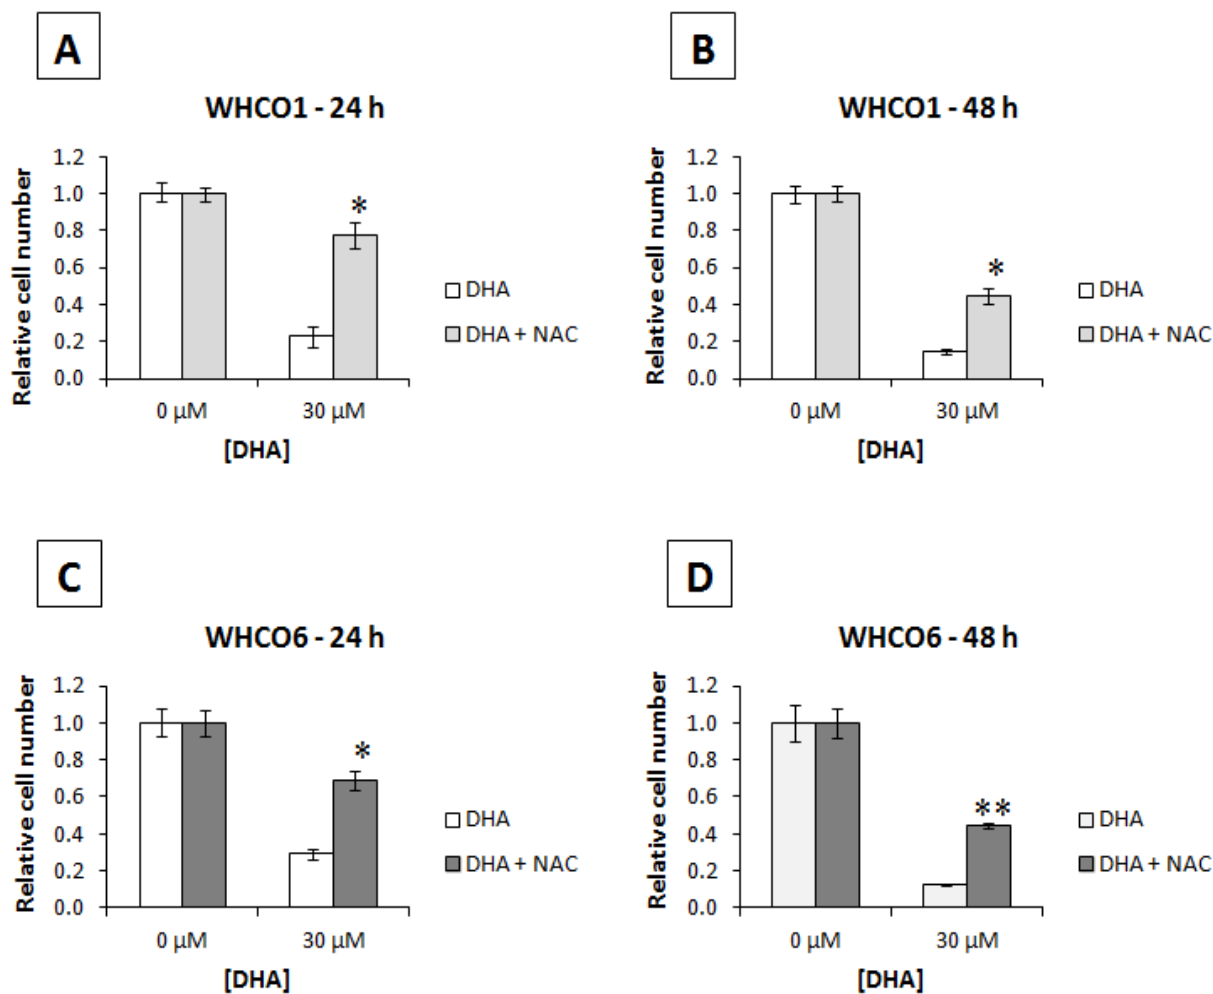 A
WHCO1 - 24 h
Relative cell number
1.2
1.0
0.8
0.6
0.4
0.2
0.0
*
0 µM
30 µM
[DHA]
DHA
DHA + NAC
B
WHCO1 - 48 h
Relative cell number
1.2
1.0
0.8
0.6
0.4
0.2
0.0
*
0 µM
30 µM
[DHA]
DHA
DHA + NAC
C
WHCO6 - 24 h
Relative cell number
1.2
1.0
0.8
0.6
0.4
0.2
0.0
*
0 µM
30 µM
[DHA]
DHA
DHA + NAC
D
WHCO6 - 48 h
Relative cell number
1.2
1.0
0.8
0.6
0.4
0.2
0.0
**
0 µM
30 µM
[DHA]
DHA
DHA + NAC